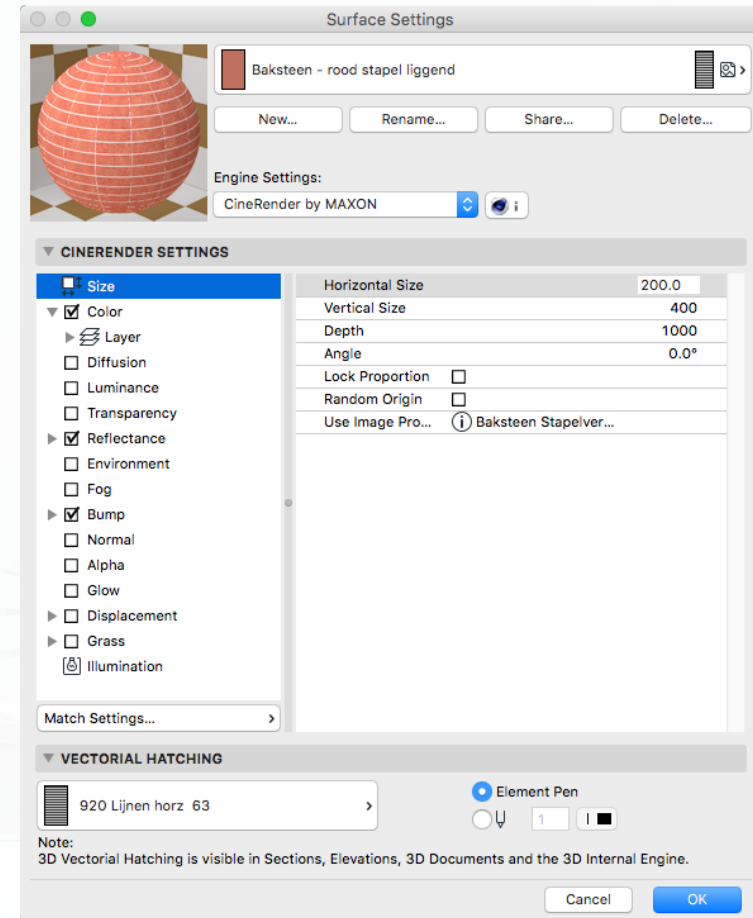 Surface Settings
Baksteen - rood stapel liggend
New... Rename... Share... Delete...
Engine Settings:
CineRender by MAXON
i
CINERENDER SETTINGS
Size
Color
Layer
Diffusion
Luminance
Transparency
Reflectance
Environment
Fog
Bump
Normal
Alpha
Glow
Displacement
Grass
Illumination
Match Settings...
Horizontal Size 200.0
Vertical Size 400
Depth 1000
Angle 0.0°
Lock Proportion
Random Origin
Use Image Pro... i Baksteen Stapelver...
VECTORIAL HATCHING
920 Lijnen horz 63
Element Pen
1
Note:
3D Vectorial Hatching is visible in Sections, Elevations, 3D Documents and the 3D Internal Engine.
Cancel OK